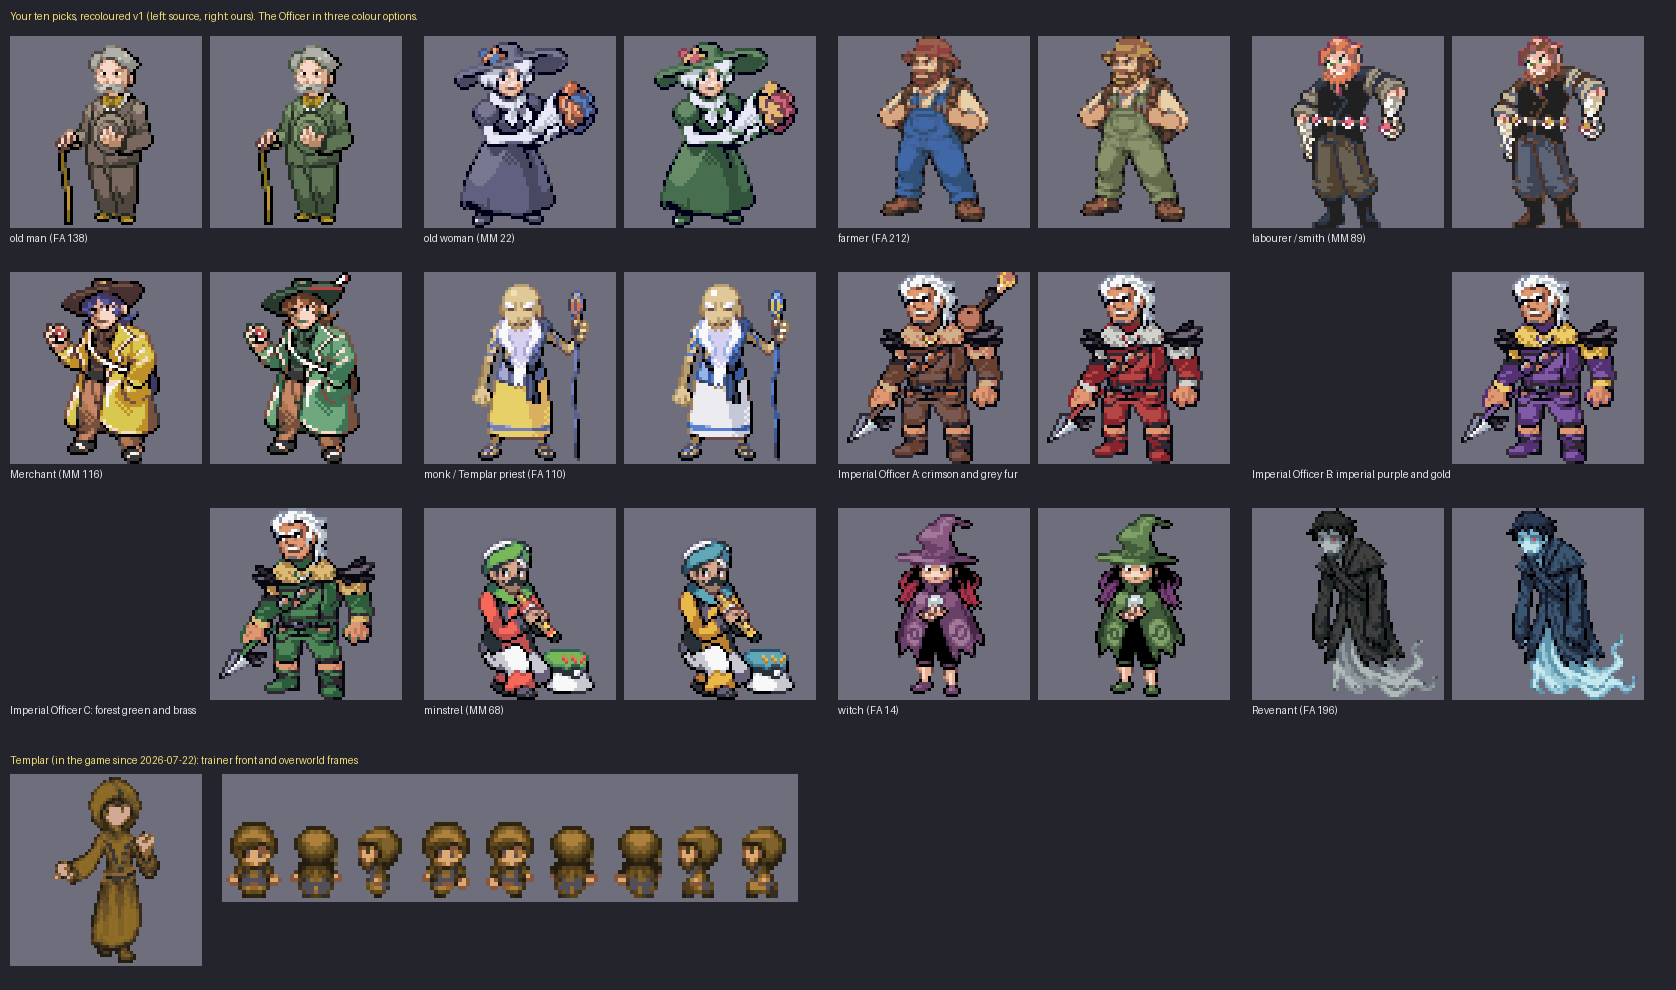 Your ten picks, recoloured v1 (left: source, right: ours). The Officer in three colour options.
old man (FA 138)
old woman (MM 22)
farmer (FA 212)
labourer / smith (MM 89)
Merchant (MM 116)
monk / Templar priest (FA 110)
Imperial Officer A: crimson and grey fur
Imperial Officer B: imperial purple and gold
Imperial Officer C: forest green and brass
minstrel (MM 68)
witch (FA 14)
Revenant (FA 196)
Templar (in the game since 2026-07-22): trainer front and overworld frames